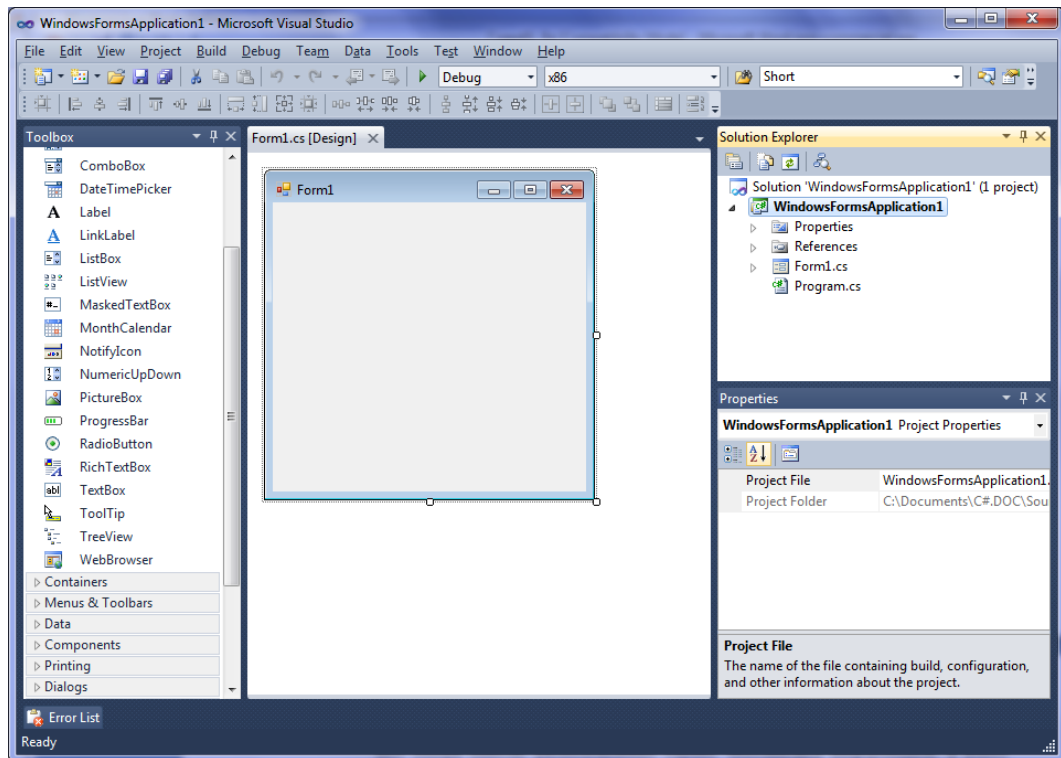 WindowsFormsApplication1 - Microsoft Visual Studio
File Edit View Project Build Debug Team Data Tools Test Window Help
Debug x86 Short
Toolbox
ComboBox
DateTimePicker
A Label
A LinkLabel
ListBox
ListView
#_ MaskedTextBox
MonthCalendar
NotifyIcon
NumericUpDown
PictureBox
ProgressBar
RadioButton
RichTextBox
abl TextBox
ToolTip
TreeView
WebBrowser
Containers
Menus & Toolbars
Data
Components
Printing
Dialogs
Form1.cs [Design]
Form1
Solution Explorer
Solution 'WindowsFormsApplication1' (1 project)
WindowsFormsApplication1
Properties
References
Form1.cs
Program.cs
Properties
WindowsFormsApplication1 Project Properties
Project File WindowsFormsApplication1.
Project Folder C:\Documents\C#.DOC\Sou
Project File
The name of the file containing build, configuration,
and other information about the project.
Error List
Ready